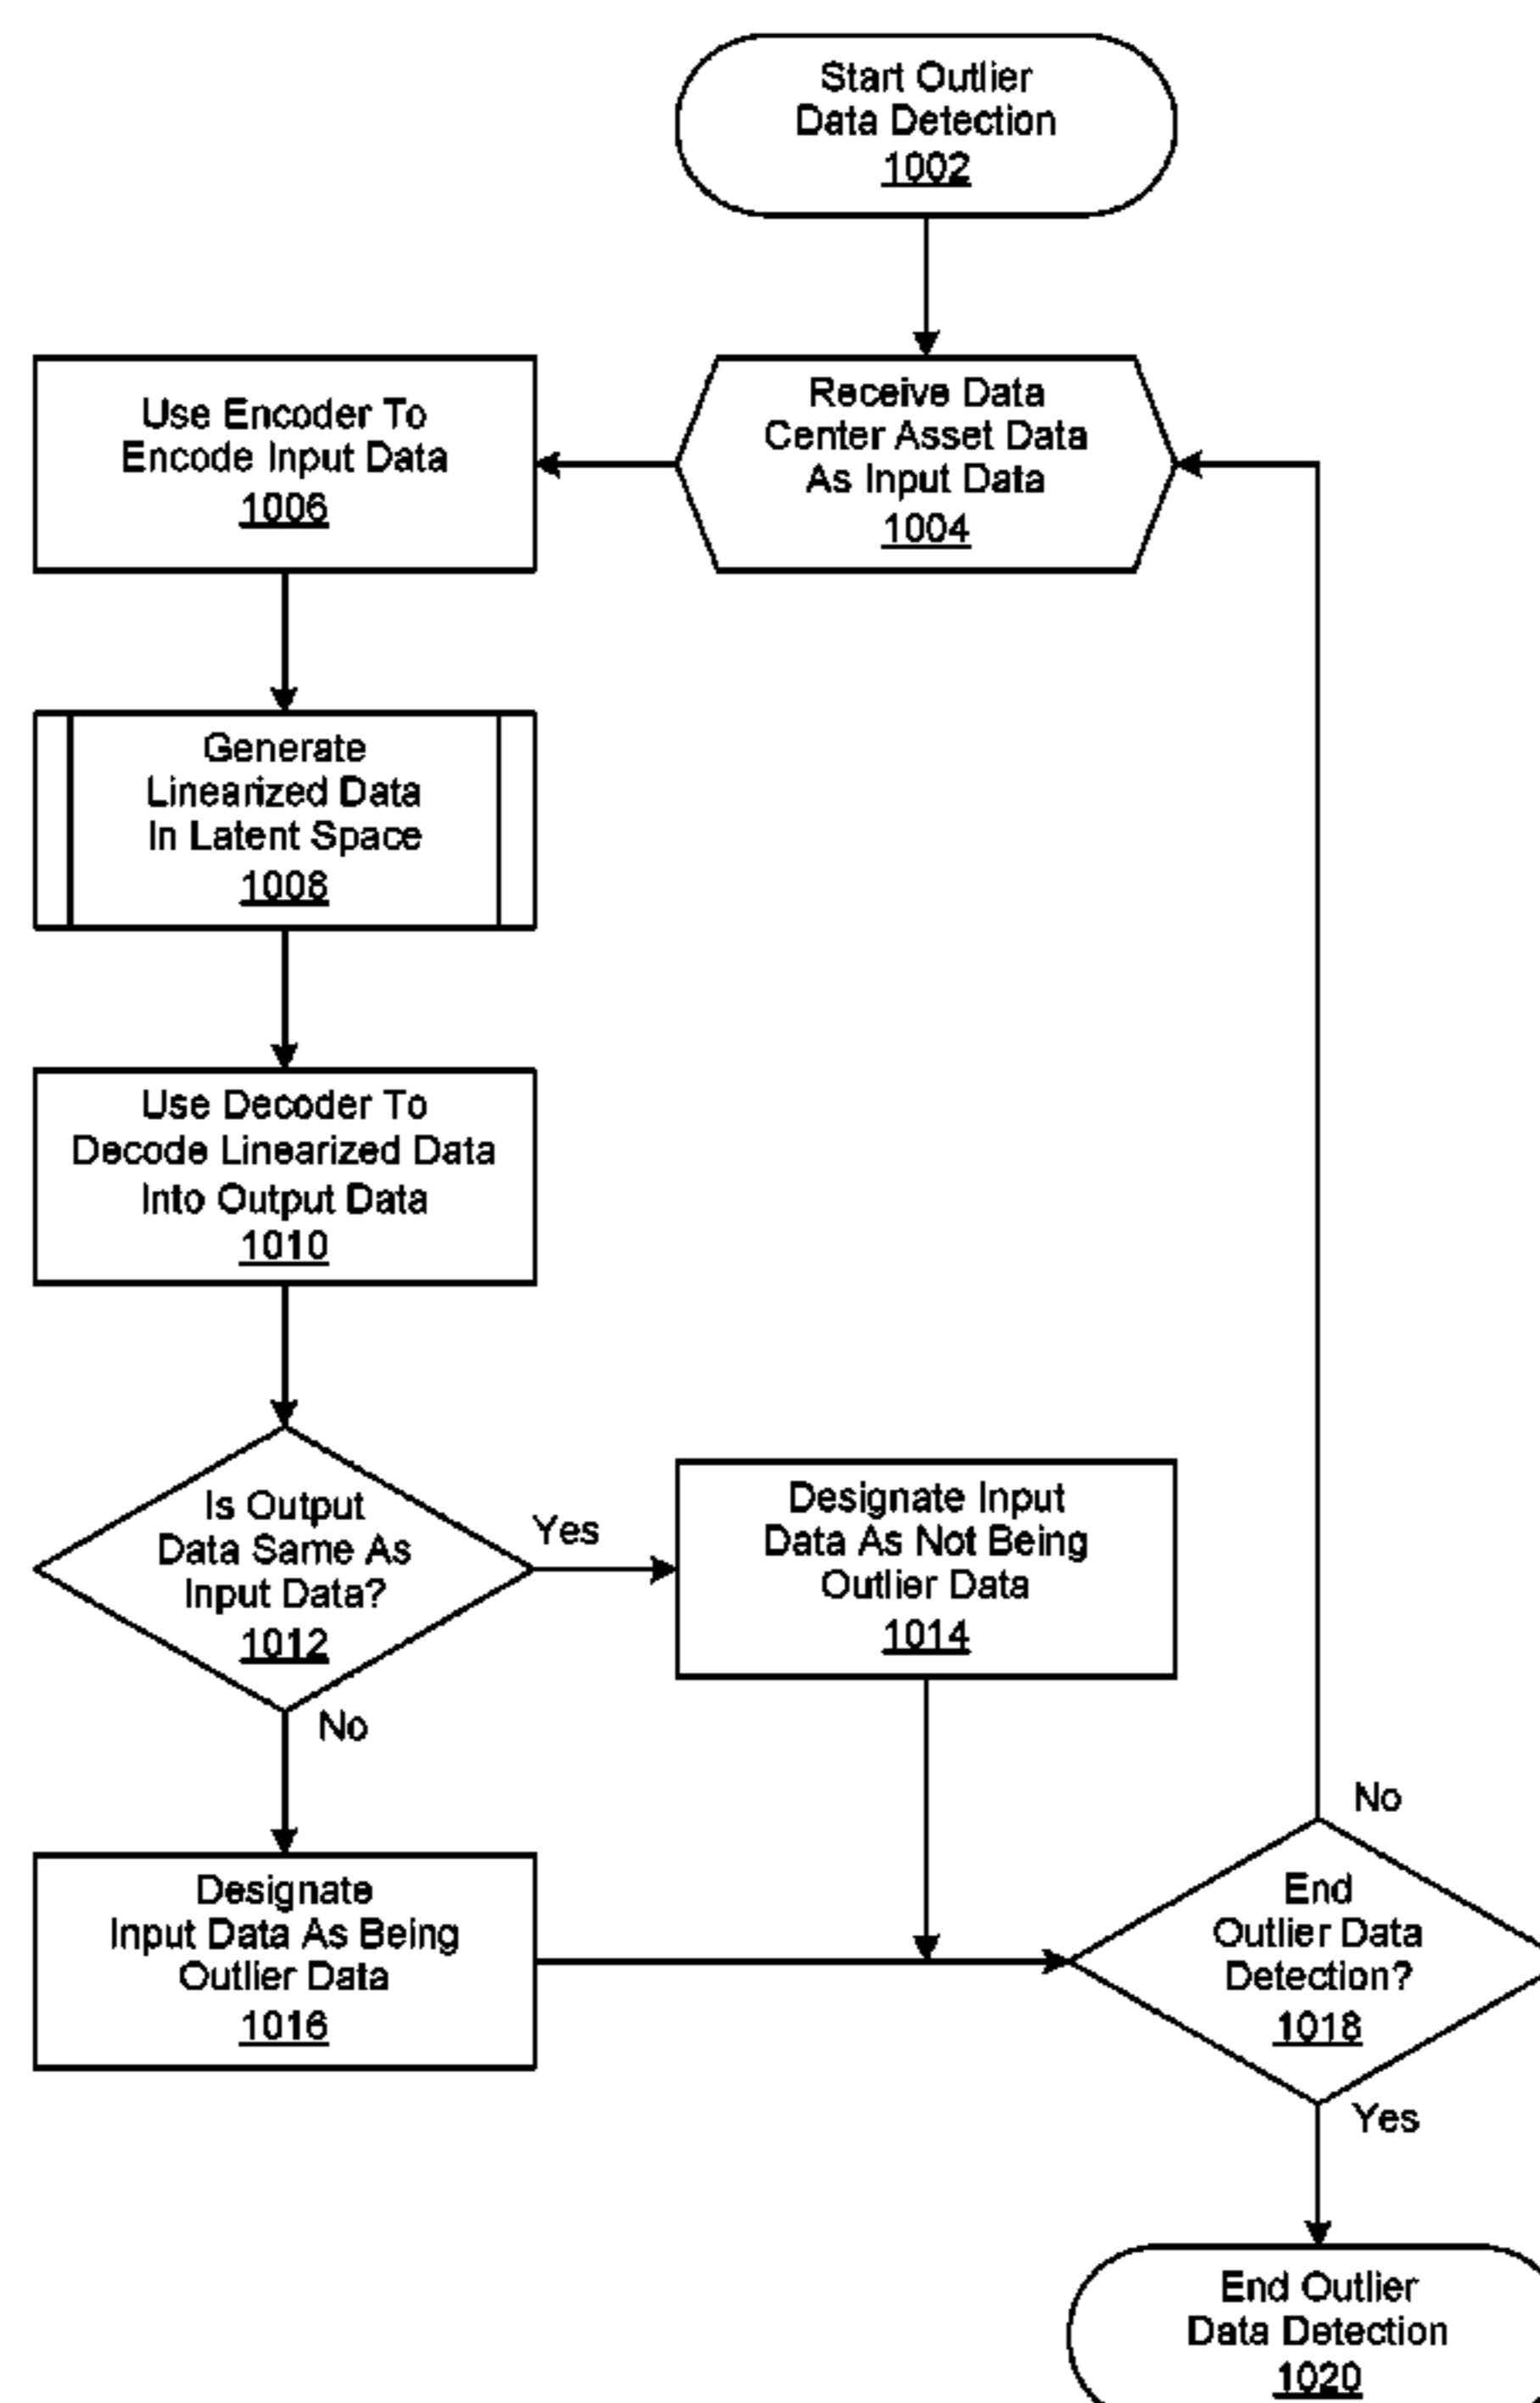 Start Outlier
Data Detection
1002
Receive Data
Center Asset Data
As Input Data
1004
Use Encoder To
Encode Input Data
1006
Generate
Linearized Data
In Latent Space
1008
Use Decoder To
Decode Linearized Data
Into Output Data
1010
Is Output
Data Same As
Input Data?
1012
Yes
No
Designate Input
Data As Not Being
Outlier Data
1014
Designate
Input Data As Being
Outlier Data
1016
No
End
Outlier Data
Detection?
1018
Yes
End Outlier
Data Detection
1020